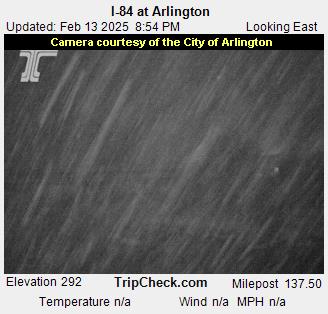 I-84 at Arlington
Updated: Feb 13 2025 8:54 PM Looking East
Camera courtesy of the City of Arlington
Elevation 292 TripCheck.com Milepost 137.50
Temperature n/a Wind n/a MPH n/a